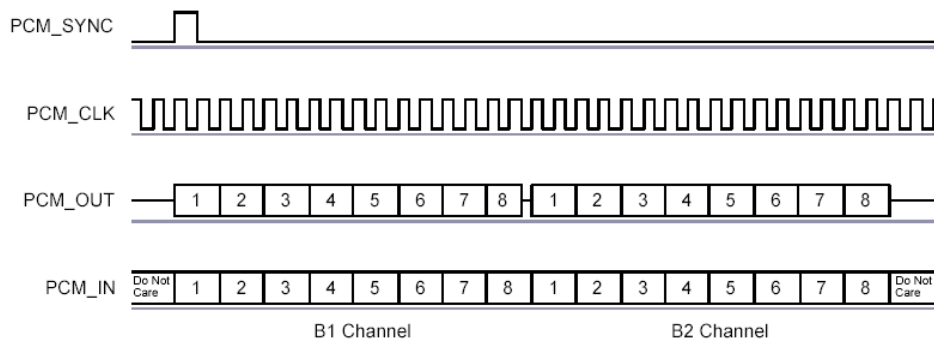 PCM_SYNC
PCM_CLK
PCM_OUT 1 2 3 4 5 6 7 8 1 2 3 4 5 6 7 8
PCM_IN Do Not Care 1 2 3 4 5 6 7 8 1 2 3 4 5 6 7 8 Do Not Care
B1 Channel B2 Channel